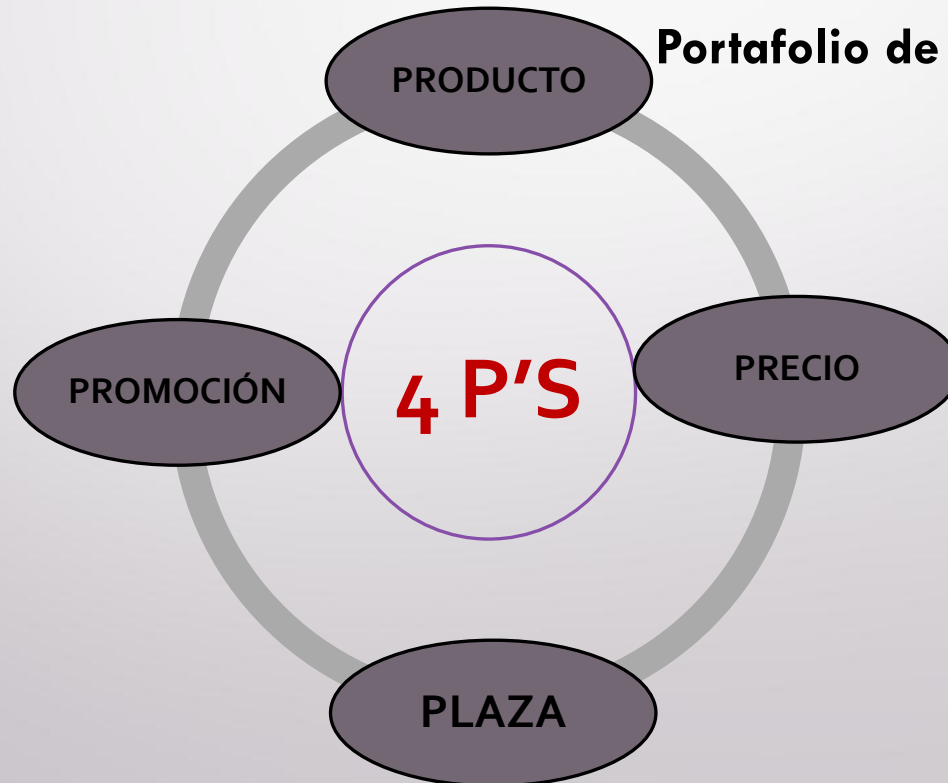 Portafolio de
PRODUCTO
PROMOCIÓN
4 P'S
PRECIO
PLAZA